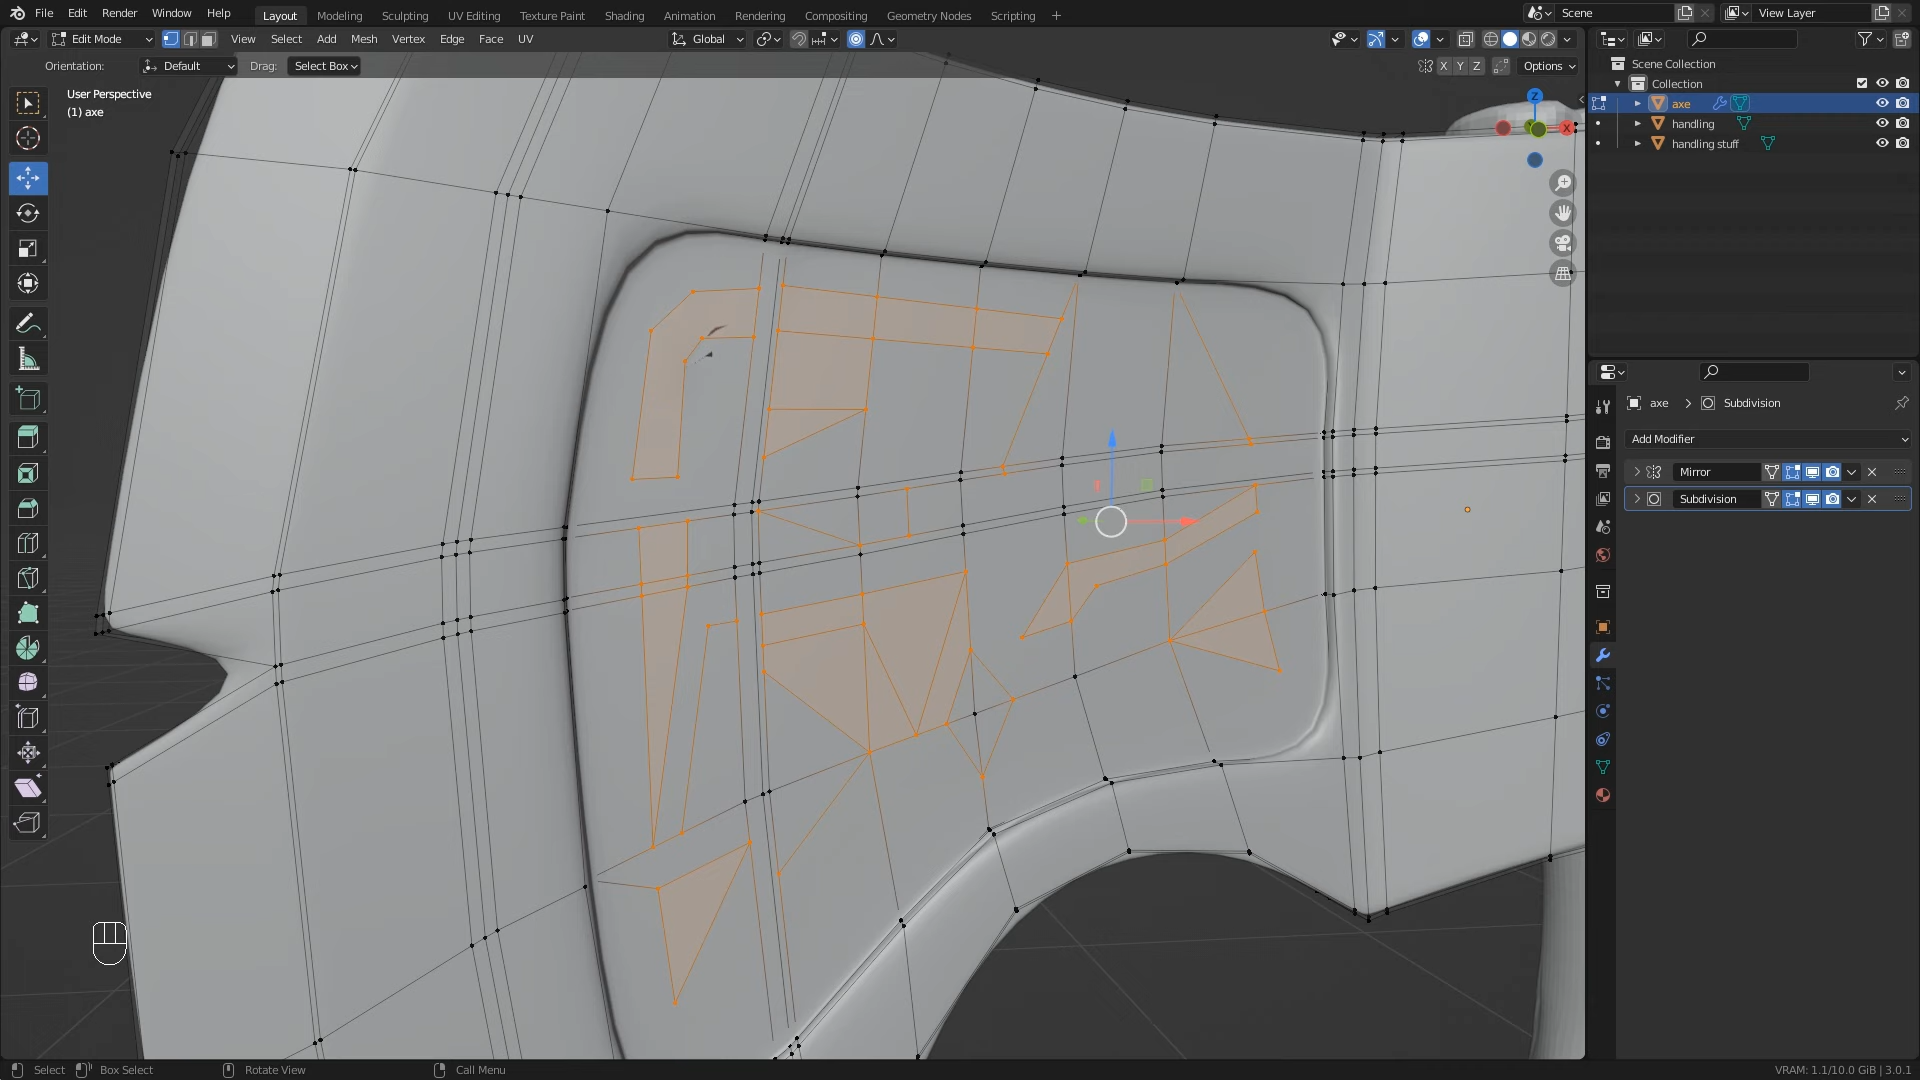 File Edit Render Window Help Layout Modeling Sculpting UV Editing Texture Paint Shading Animation Rendering Compositing Geometry Nodes Scripting + Scene View Layer
Edit Mode View Select Add Mesh Vertex Edge Face UV Global
Orientation: Default Drag: Select Box X Y Z Options
User Perspective
(1) axe
Z
X
Scene Collection
Collection
axe
handling
handling stuff
axe > Subdivision
Add Modifier
Mirror
Subdivision
Select Box Select Rotate View Call Menu VRAM: 1.1/10.0 GiB | 3.0.1